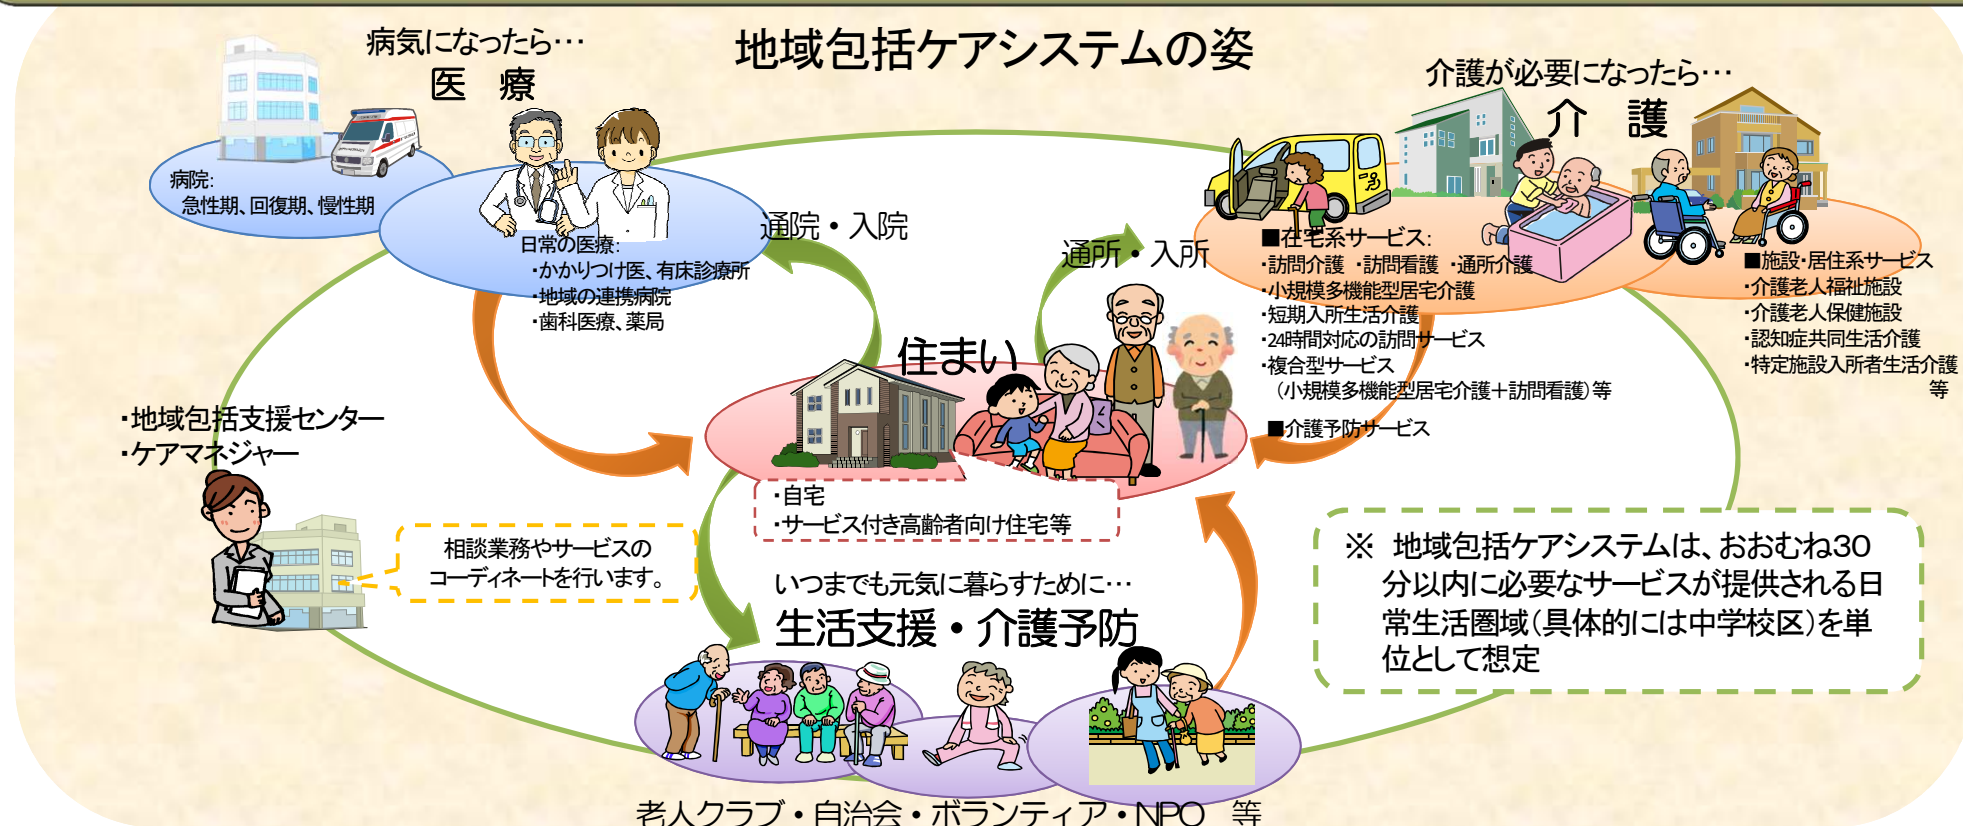 地域包括ケアシステムの姿
病気になったら…
医 療
病院:
急性期、回復期、慢性期
日常の医療:
・かかりつけ医、有床診療所
・地域の連携病院
・歯科医療、薬局
通院・入院
通所・入所
介護が必要になったら…
介 護
■在宅系サービス:
・訪問介護 ・訪問看護 ・通所介護
・小規模多機能型居宅介護
・短期入所生活介護
・24時間対応の訪問サービス
・複合型サービス
（小規模多機能型居宅介護＋訪問看護）等
■介護予防サービス
■施設・居住系サービス
・介護老人福祉施設
・介護老人保健施設
・認知症共同生活介護
・特定施設入所者生活介護
等
住まい
・自宅
・サービス付き高齢者向け住宅等
・地域包括支援センター
・ケアマネジャー
相談業務やサービスの
コーディネートを行います。
いつまでも元気に暮らすために…
生活支援・介護予防
老人クラブ・自治会・ボランティア・NPO 等
※ 地域包括ケアシステムは、おおむね30
分以内に必要なサービスが提供される日
常生活圏域（具体的には中学校区）を単
位として想定